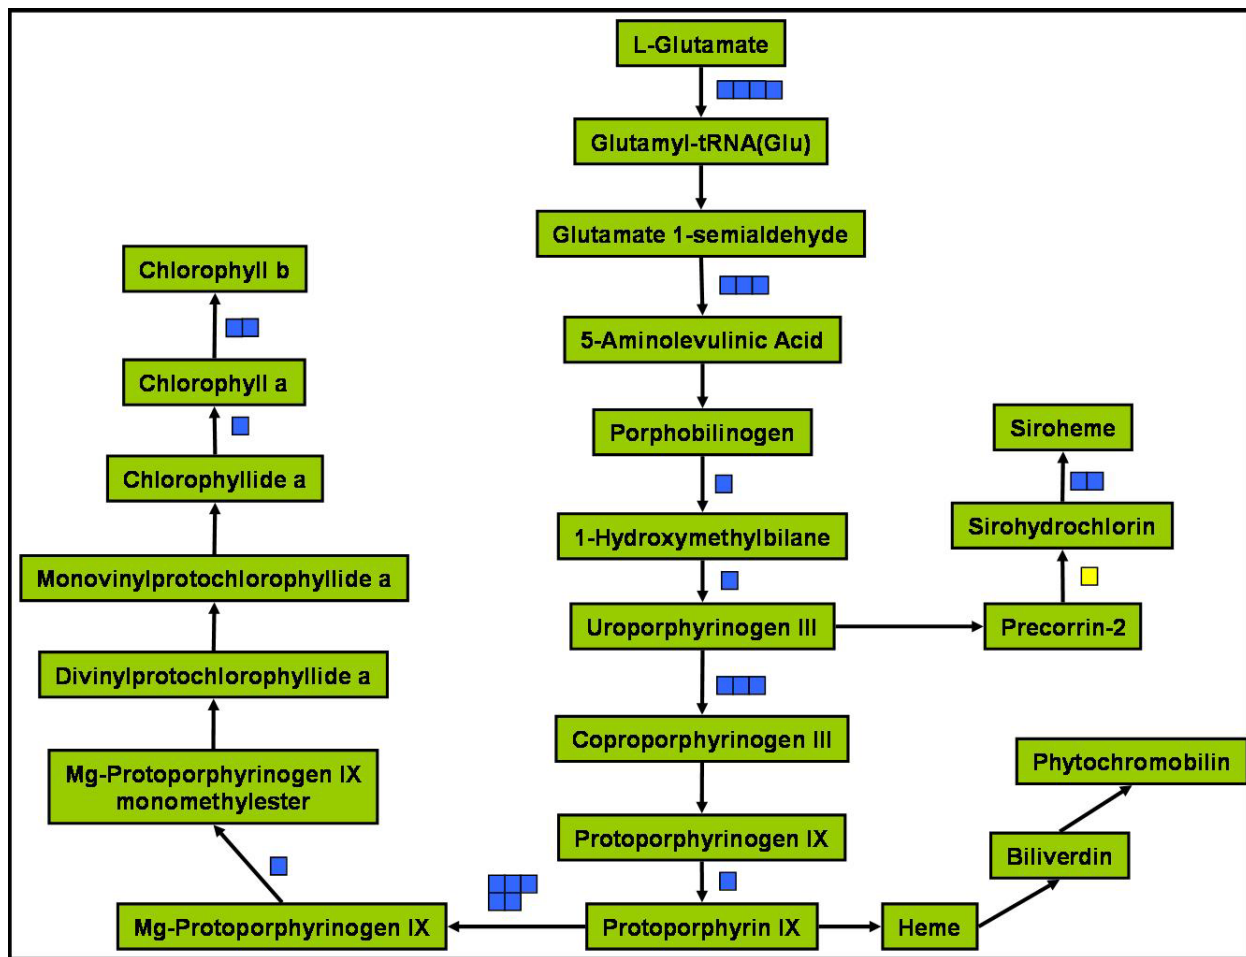 L-Glutamate
Glutamyl-tRNA(Glu)
Glutamate 1-semialdehyde
Chlorophyll b
5-Aminolevulinic Acid
Chlorophyll a
Porphobilinogen
Siroheme
Chlorophyllide a
1-Hydroxymethylbilane
Sirohydrochlorin
Monovinylprotochlorophyllide a
Uroporphyrinogen III
Precorrin-2
Divinylprotochlorophyllide a
Coproporphyrinogen III
Phytochromobilin
Mg-Protoporphyrinogen IX
monomethylester
Protoporphyrinogen IX
Biliverdin
Mg-Protoporphyrinogen IX
Protoporphyrin IX
Heme